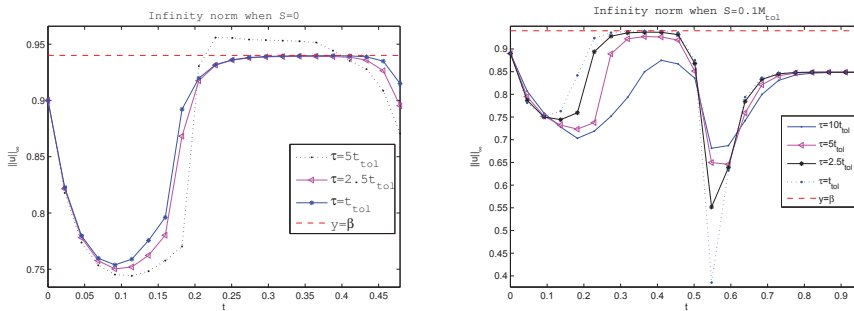 Infinity norm when S=0
0.95
0.9
0.85
0.8
0.75
||u||∞
0 0.05 0.1 0.15 0.2 0.25 0.3 0.35 0.4 0.45
t
τ=5t_tol
τ=2.5t_tol
τ=t_tol
y=β
Infinity norm when S=0.1M_tol
0.95
0.9
0.85
0.8
0.75
0.7
0.65
0.6
0.55
0.5
0.45
0.4
||u||∞
0 0.1 0.2 0.3 0.4 0.5 0.6 0.7 0.8 0.9
t
τ=10t_tol
τ=5t_tol
τ=2.5t_tol
τ=t_tol
y=β